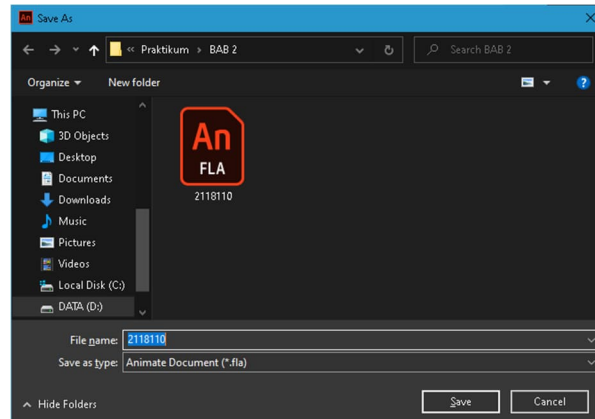 An Save As
« Praktikum › BAB 2
Search BAB 2
Organize
New folder
This PC
3D Objects
Desktop
Documents
Downloads
Music
Pictures
Videos
Local Disk (C:)
DATA (D:)
An
FLA
2118110
File name: 2118110
Save as type: Animate Document (*.fla)
Hide Folders
Save
Cancel